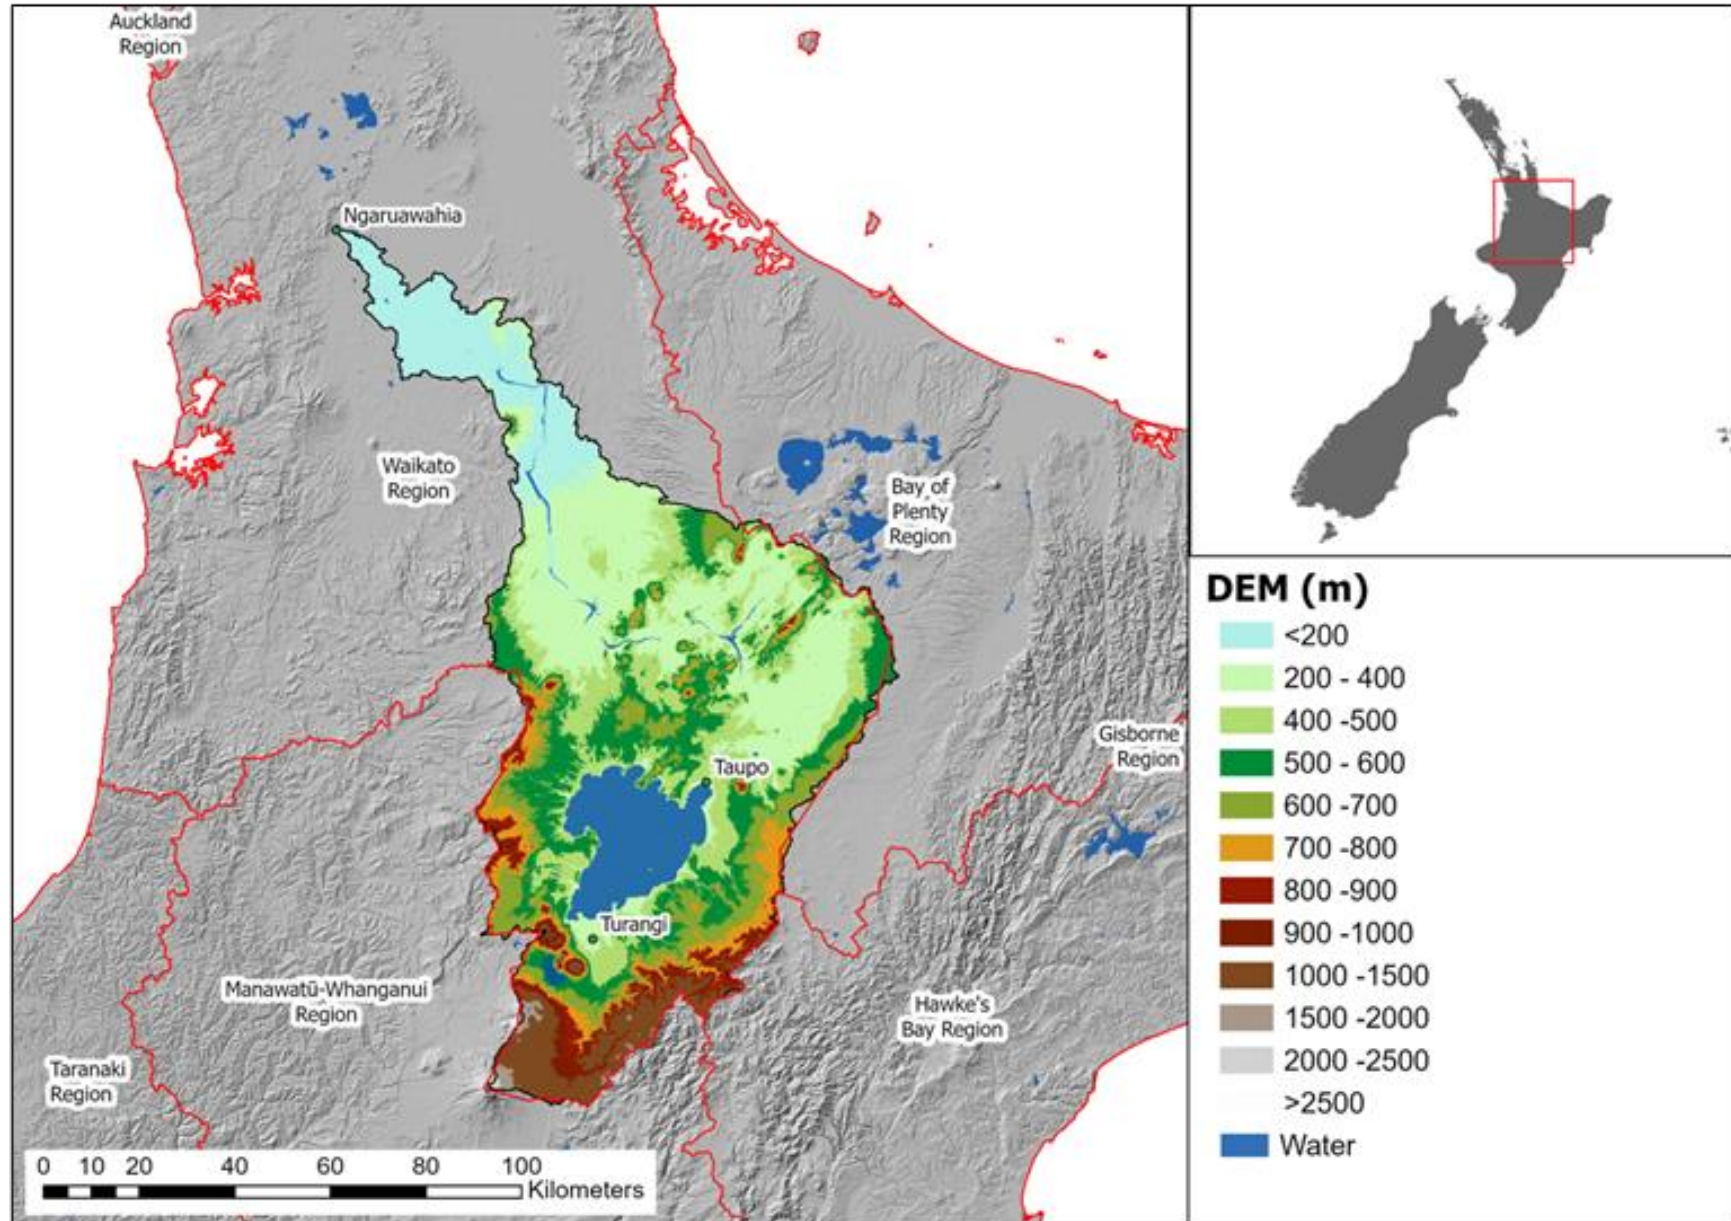 Auckland
Region
Ngaruawahia
Waikato
Region
Bay of
Plenty
Region
Gisborne
Region
Taupo
Turangi
Manawatū-Whanganui
Region
Hawke's
Bay Region
Taranaki
Region
0 10 20 40 60 80 100
Kilometers
DEM (m)
<200
200 - 400
400 -500
500 - 600
600 -700
700 -800
800 -900
900 -1000
1000 -1500
1500 -2000
2000 -2500
>2500
Water